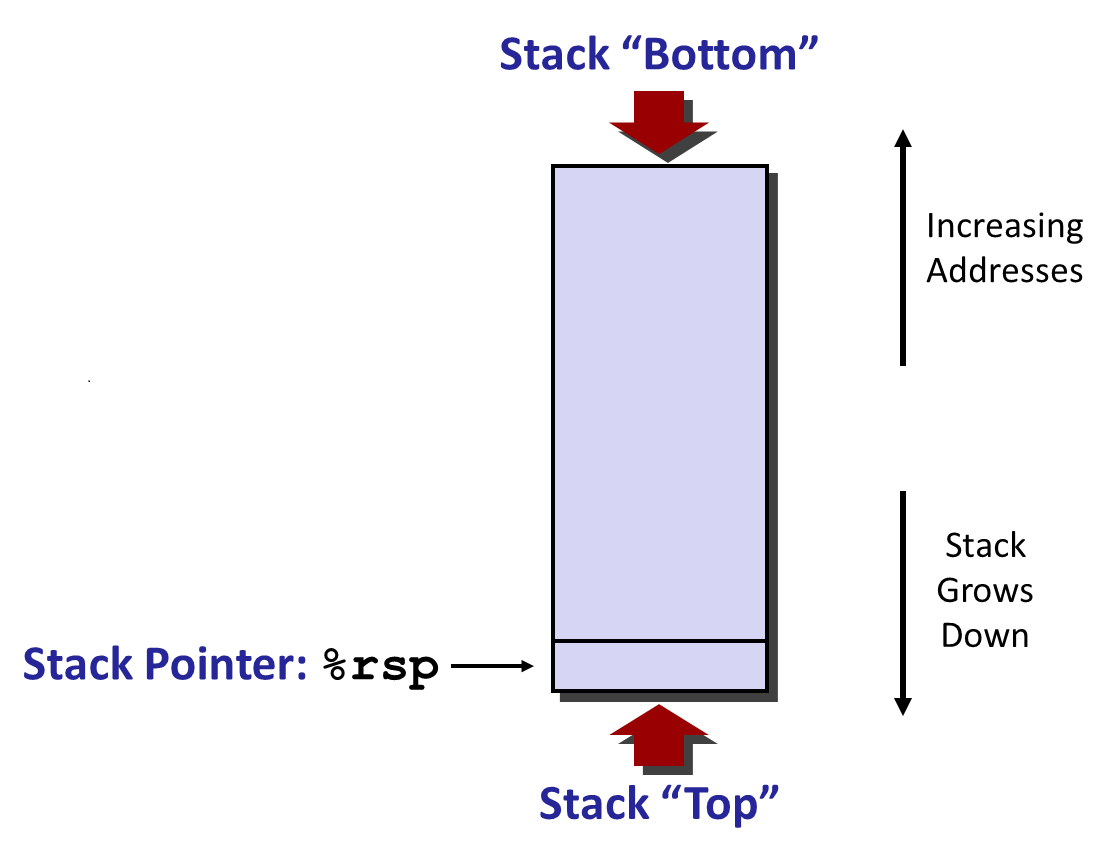 Stack “Bottom”
Increasing
Addresses
Stack
Grows
Down
Stack Pointer: %rsp
Stack “Top”